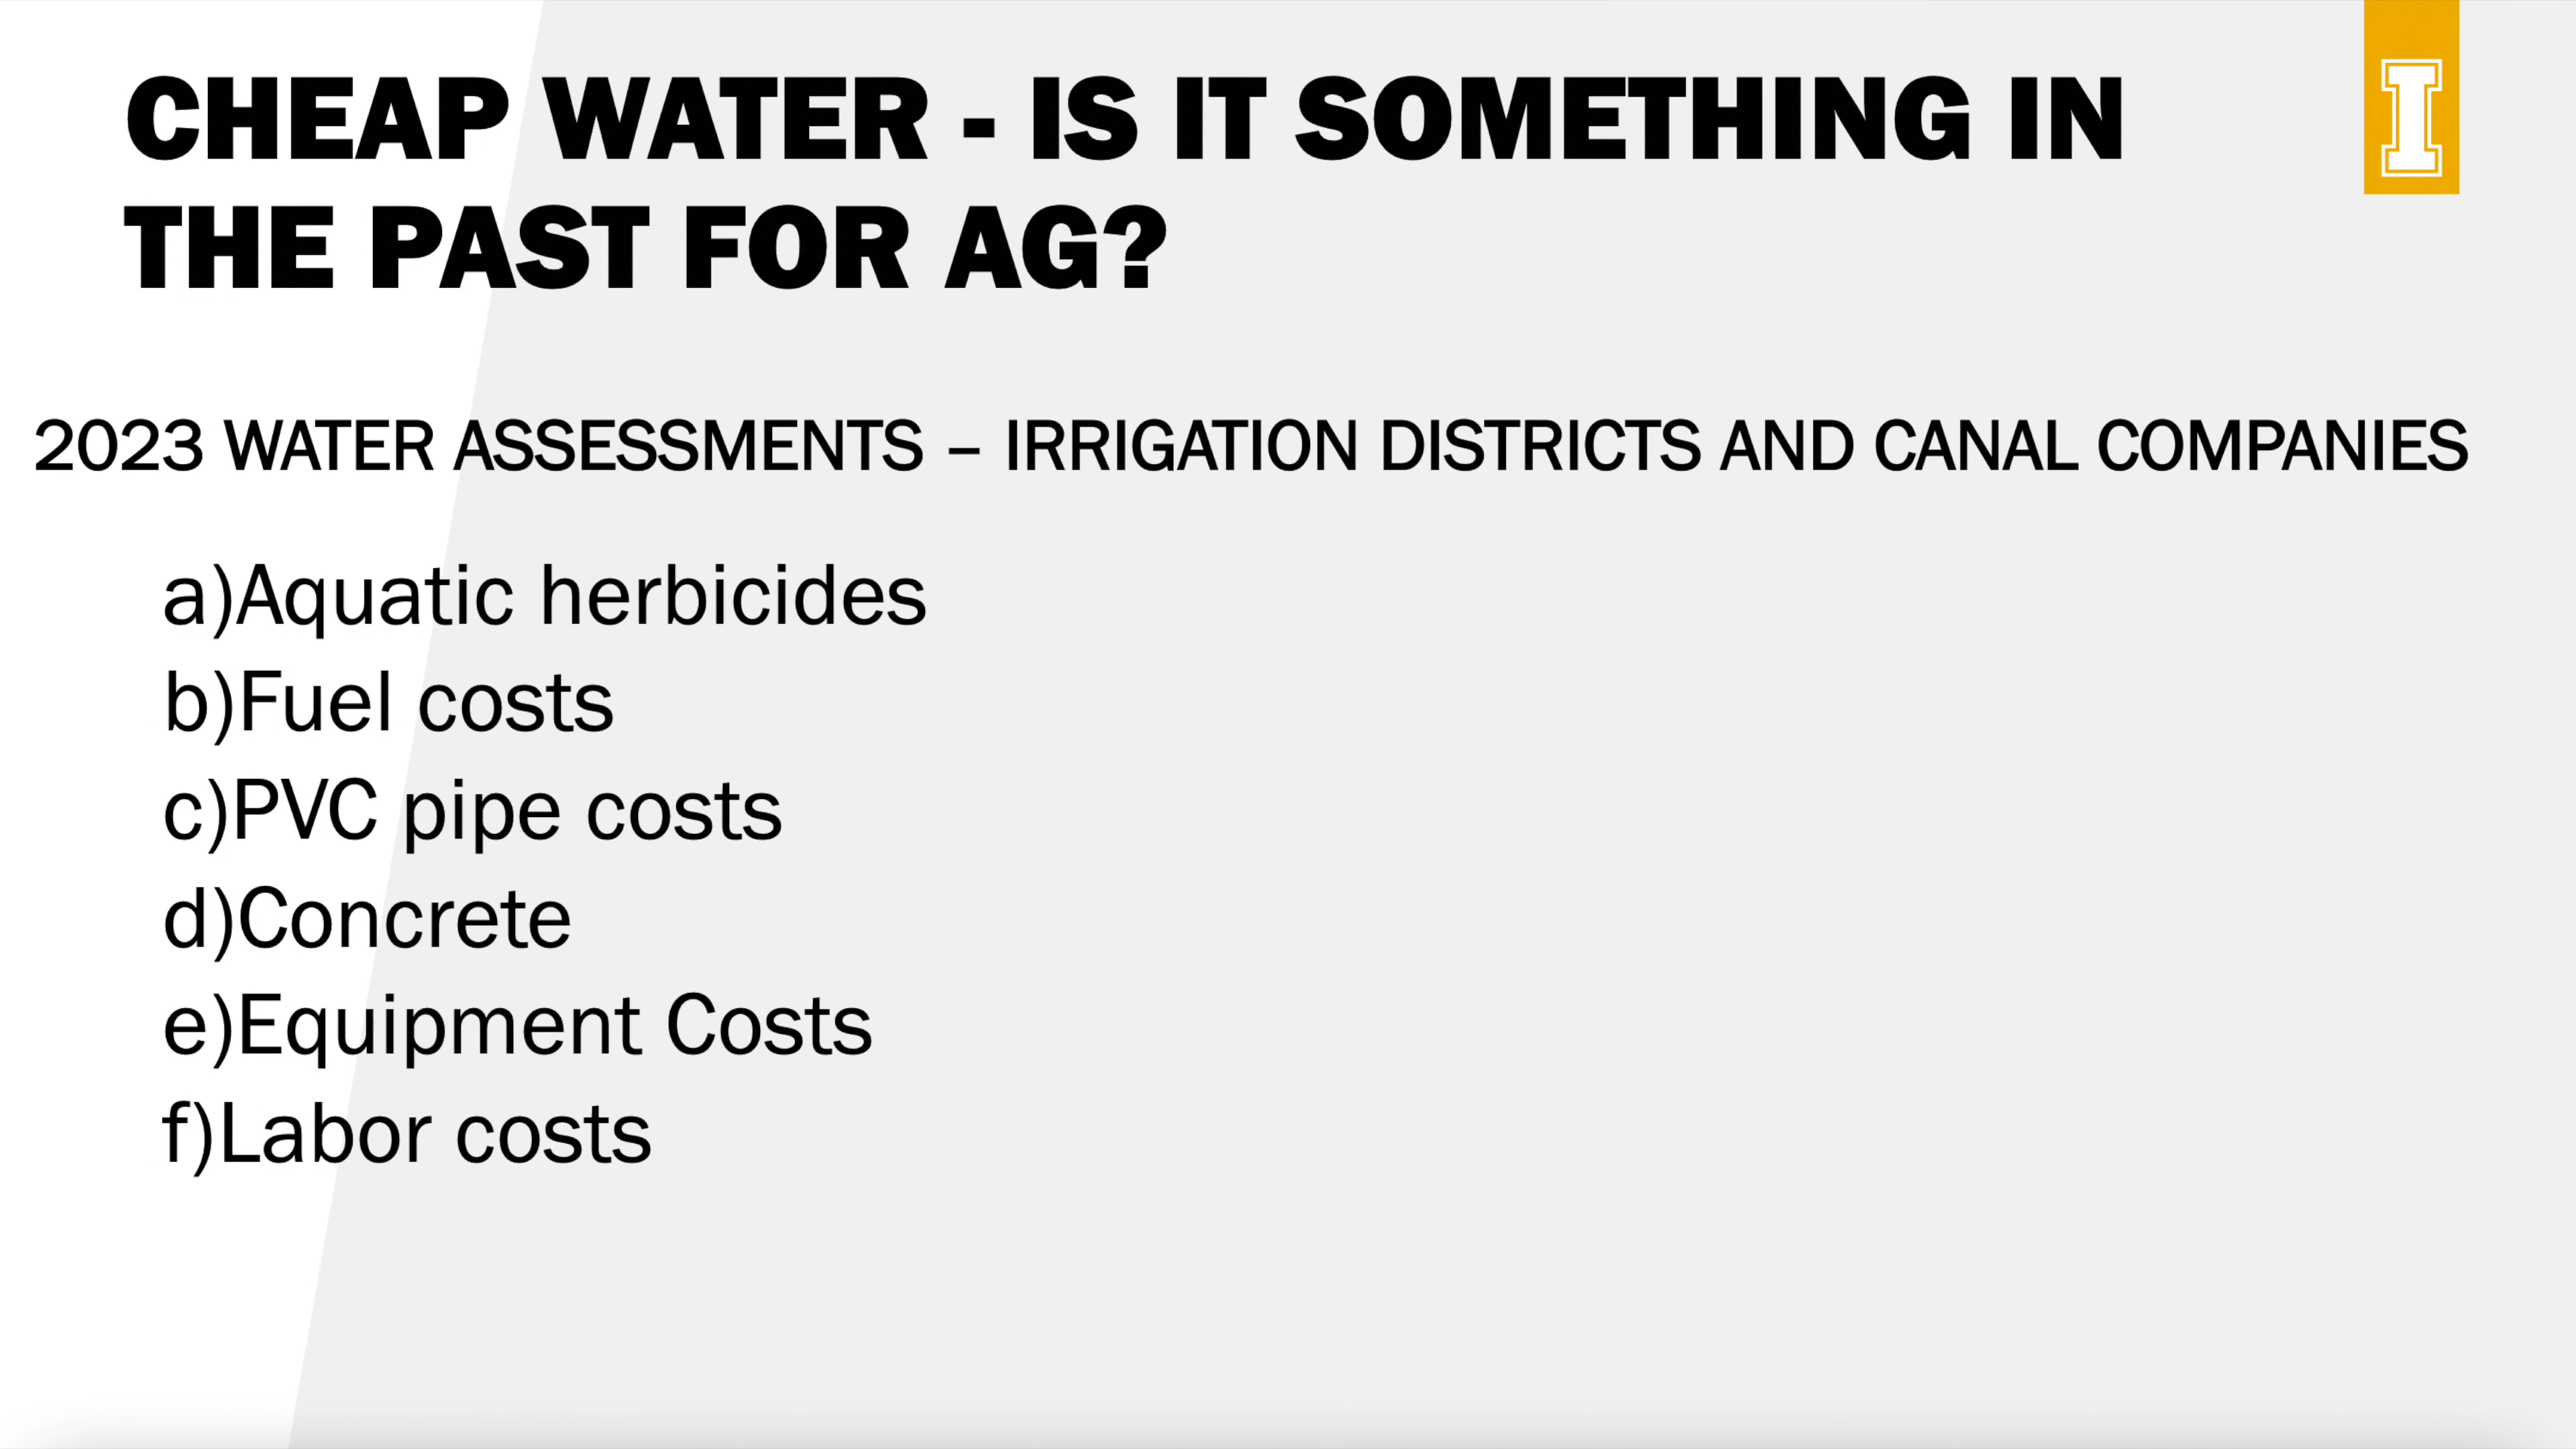 CHEAP WATER - IS IT SOMETHING IN
THE PAST FOR AG?
I
2023 WATER ASSESSMENTS – IRRIGATION DISTRICTS AND CANAL COMPANIES
a)Aquatic herbicides
b)Fuel costs
c)PVC pipe costs
d)Concrete
e)Equipment Costs
f)Labor costs